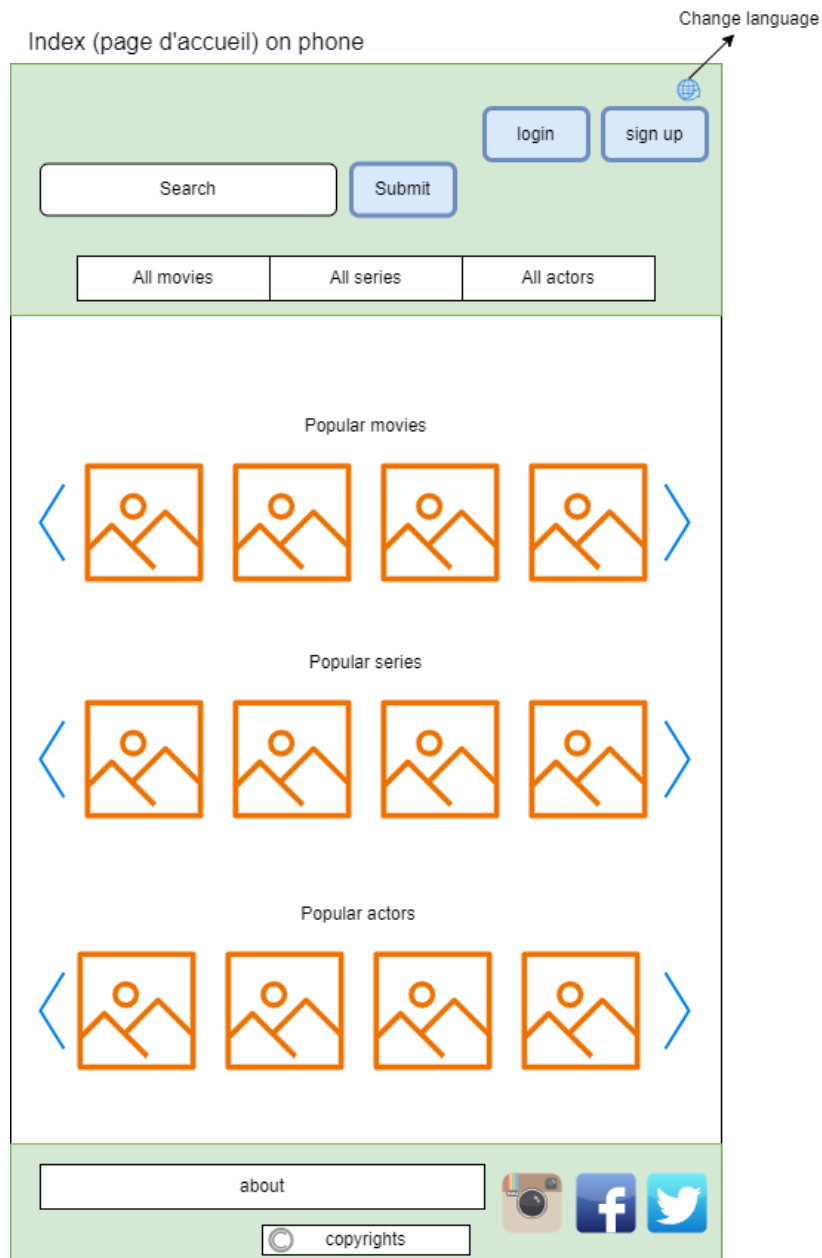 Change language
Index (page d'accueil) on phone
login
sign up
Search
Submit
All movies
All series
All actors
Popular movies
Popular series
Popular actors
about
© copyrights